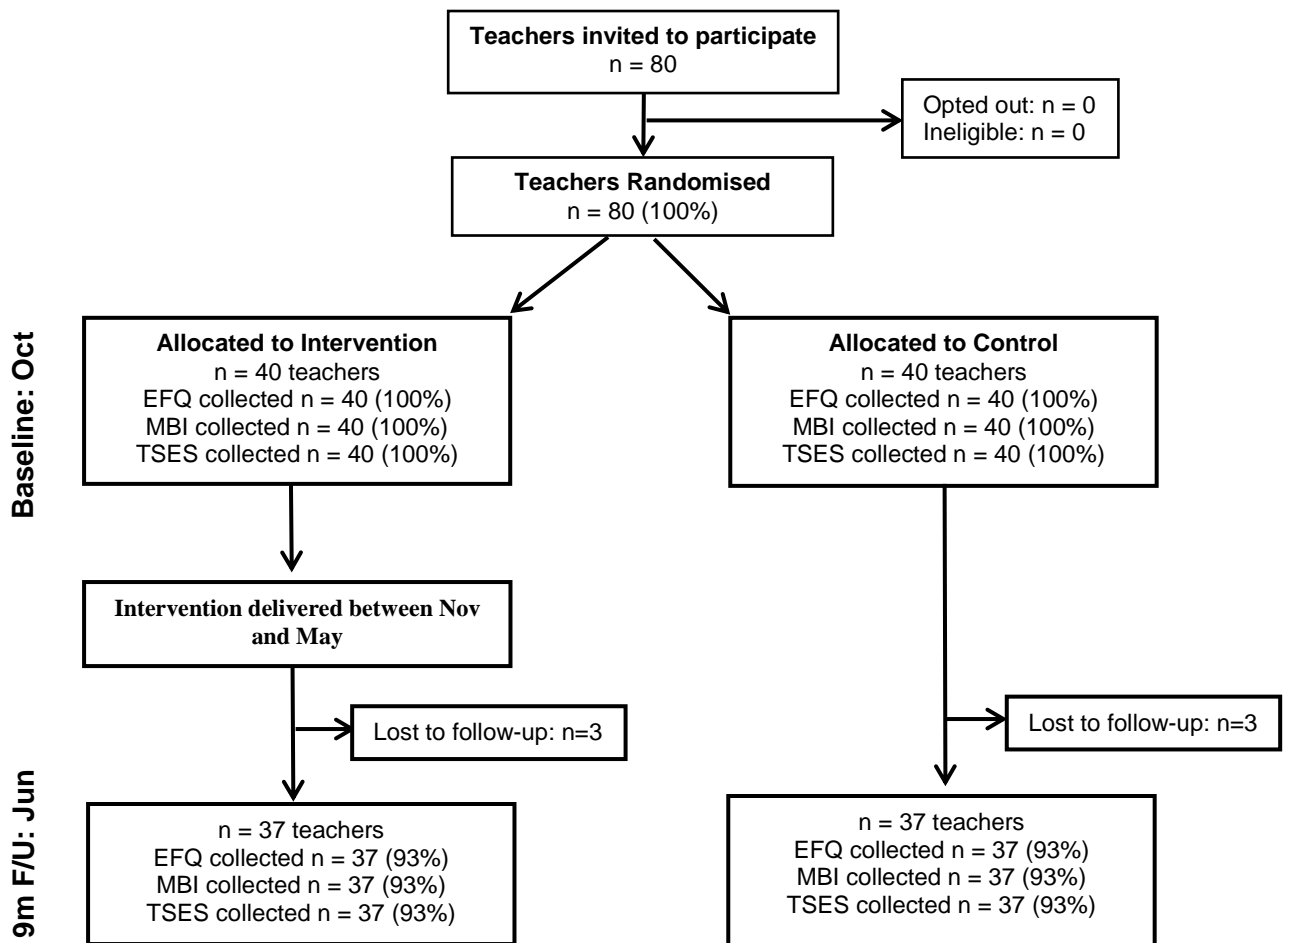 Teachers invited to participate
n = 80
Opted out: n = 0
Ineligible: n = 0
Teachers Randomised
n = 80 (100%)
Baseline: Oct
Allocated to Intervention
n = 40 teachers
EFQ collected n = 40 (100%)
MBI collected n = 40 (100%)
TSES collected n = 40 (100%)
Allocated to Control
n = 40 teachers
EFQ collected n = 40 (100%)
MBI collected n = 40 (100%)
TSES collected n = 40 (100%)
Intervention delivered between Nov
and May
Lost to follow-up: n=3
Lost to follow-up: n=3
9m F/U: Jun
n = 37 teachers
EFQ collected n = 37 (93%)
MBI collected n = 37 (93%)
TSES collected n = 37 (93%)
n = 37 teachers
EFQ collected n = 37 (93%)
MBI collected n = 37 (93%)
TSES collected n = 37 (93%)